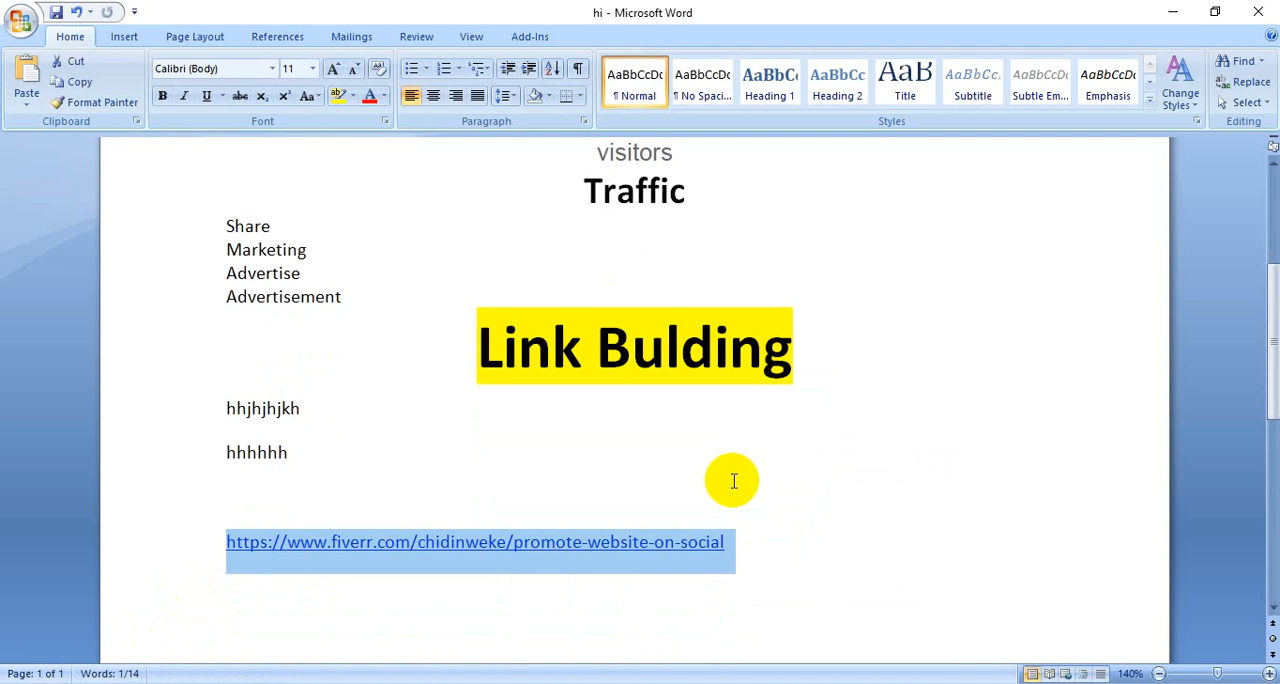 hi - Microsoft Word
Home Insert Page Layout References Mailings Review View Add-Ins
Paste
Cut
Copy
Format Painter
Clipboard
Calibri (Body) 11
B I U abc x₂ x² Aa
Font
Paragraph
AaBbCcDc AaBbCcDc AaBbCc AaBbCc AaB AaBbCc. AaBbCcDc AaBbCcDc
¶ Normal ¶ No Spaci... Heading 1 Heading 2 Title Subtitle Subtle Em... Emphasis
Change Styles
Styles
Find
Replace
Select
Editing
visitors
Traffic
Share
Marketing
Advertise
Advertisement
Link Bulding
hhjhjhjkh
hhhhhh
https://www.fiverr.com/chidinweke/promote-website-on-social
Page: 1 of 1 Words: 1/14 140%